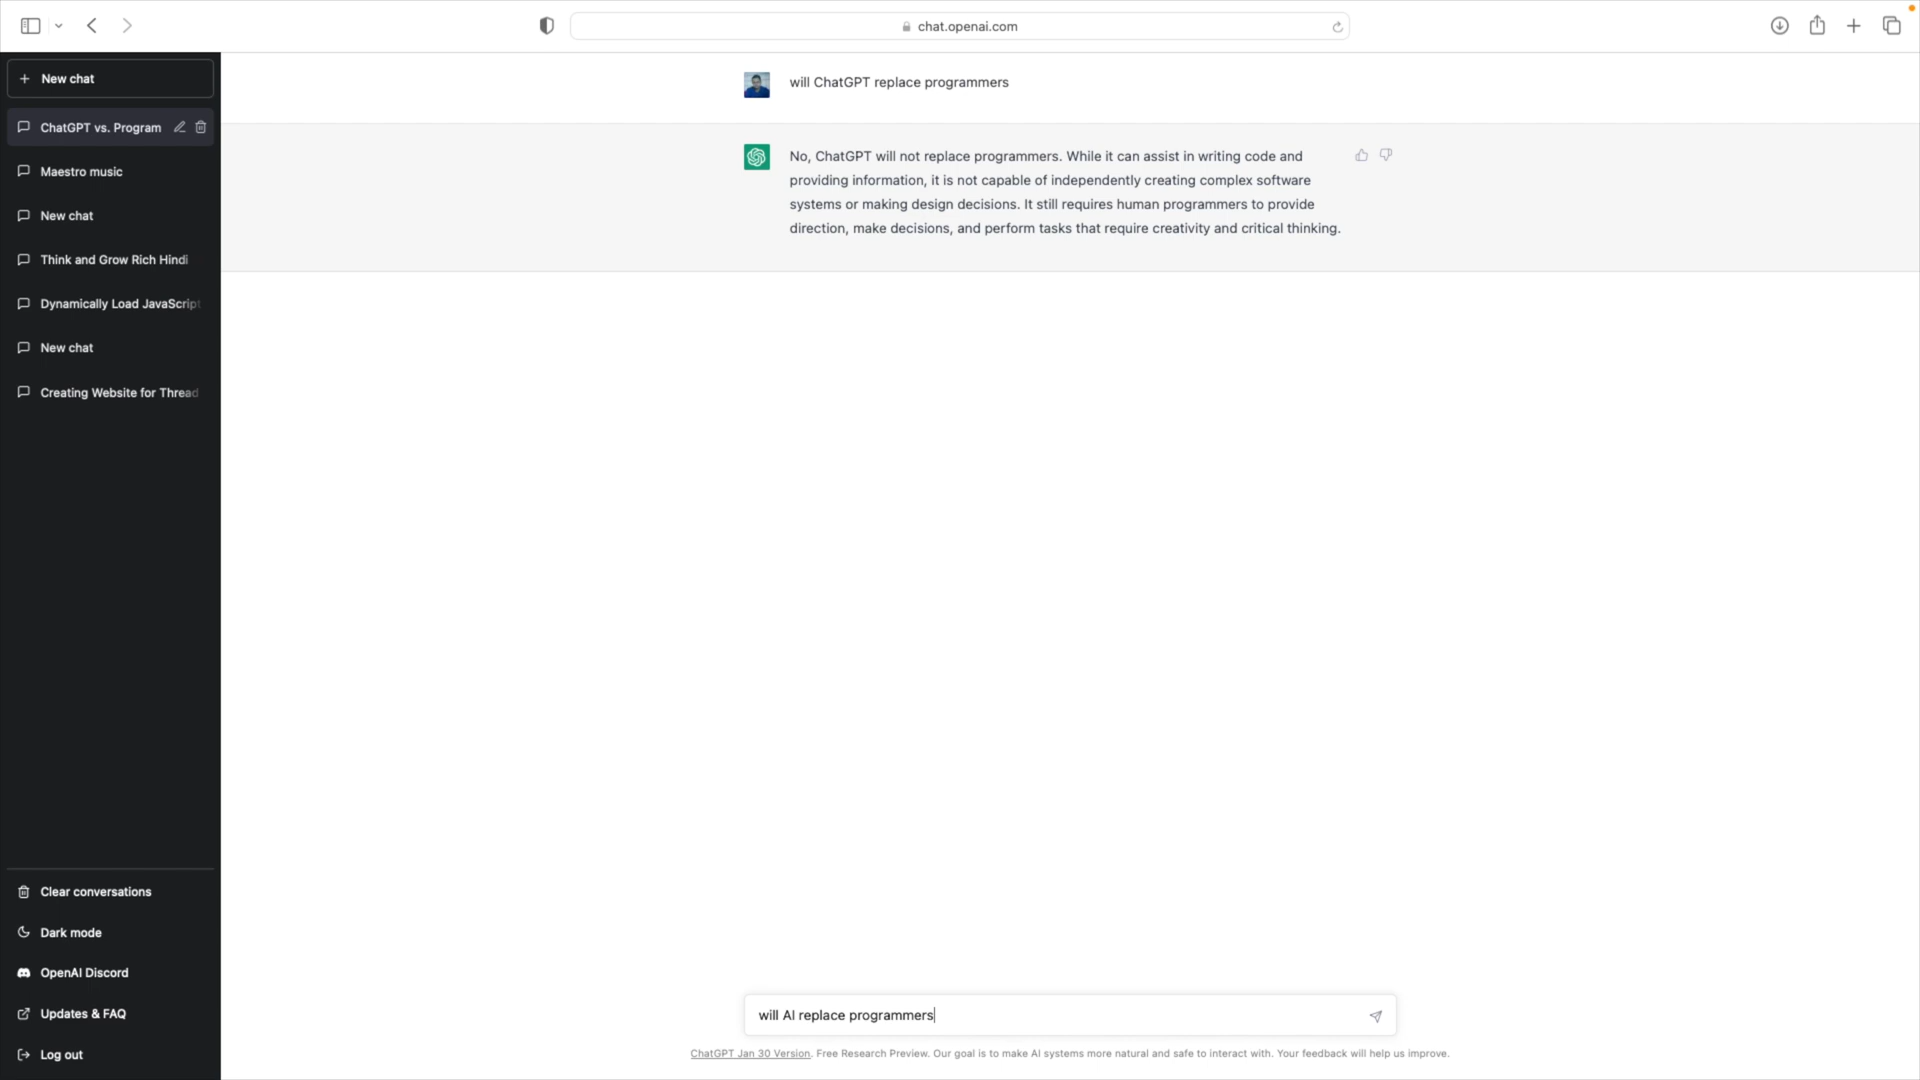 chat.openai.com
New chat
ChatGPT vs. Program
Maestro music
New chat
Think and Grow Rich Hindi
Dynamically Load JavaScript
New chat
Creating Website for Thread
Clear conversations
Dark mode
OpenAI Discord
Updates & FAQ
Log out
will ChatGPT replace programmers
No, ChatGPT will not replace programmers. While it can assist in writing code and
providing information, it is not capable of independently creating complex software
systems or making design decisions. It still requires human programmers to provide
direction, make decisions, and perform tasks that require creativity and critical thinking.
will AI replace programmers
ChatGPT Jan 30 Version. Free Research Preview. Our goal is to make AI systems more natural and safe to interact with. Your feedback will help us improve.